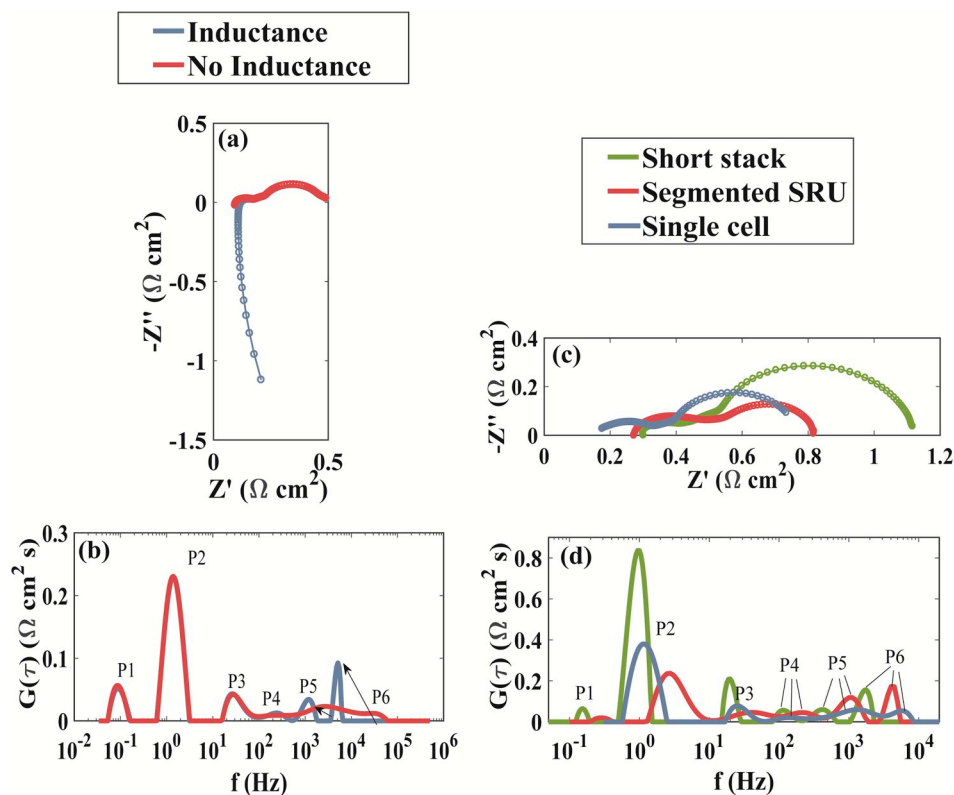 Inductance
No Inductance
(a)
0.5
0
-0.5
-1
-1.5
-Z'' (Ω cm²)
0
0.5
Z' (Ω cm²)
Short stack
Segmented SRU
Single cell
(c)
0.4
0.2
0
-Z'' (Ω cm²)
0 0.2 0.4 0.6 0.8 1 1.2
Z' (Ω cm²)
(b)
0.3
0.2
0.1
0
G(τ) (Ω cm² s)
P1
P2
P3
P4
P5
P6
10⁻² 10⁻¹ 10⁰ 10¹ 10² 10³ 10⁴ 10⁵ 10⁶
f (Hz)
(d)
0.8
0.6
0.4
0.2
0
G(τ) (Ω cm² s)
P1
P2
P3
P4
P5
P6
10⁻¹ 10⁰ 10¹ 10² 10³ 10⁴
f (Hz)